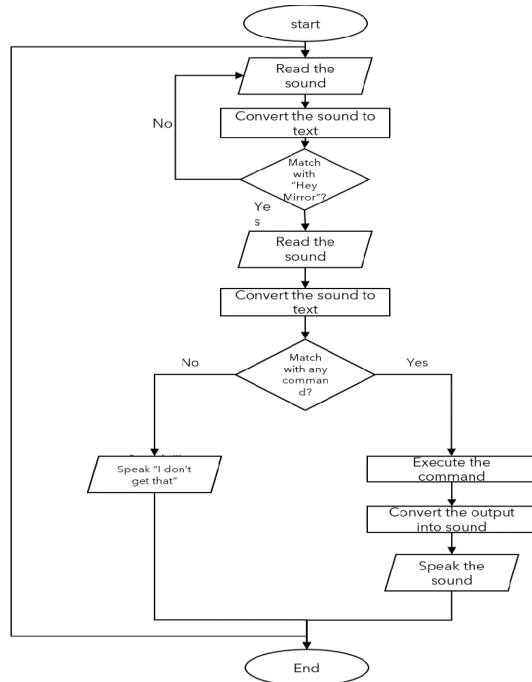 start
Read the
sound
No
Convert the sound to
text
Match
with
"Hey
Mirror"?
Ye
s
Read the
sound
Convert the sound to
text
No
Match
with any
comman
d?
Yes
Speak "I don't
get that"
Execute the
command
Convert the output
into sound
Speak the
sound
End